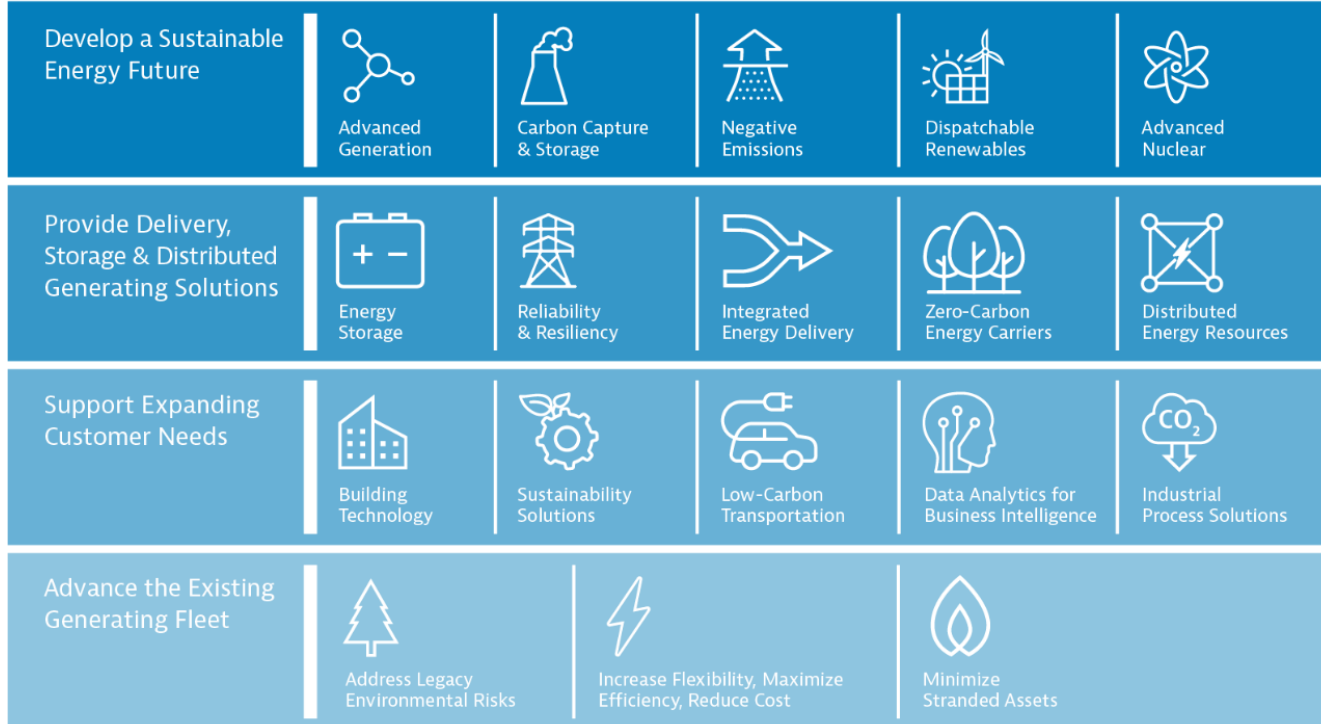 Develop a Sustainable
Energy Future
Advanced
Generation
Carbon Capture
& Storage
Negative
Emissions
Dispatchable
Renewables
Advanced
Nuclear
Provide Delivery,
Storage & Distributed
Generating Solutions
+ −
Energy
Storage
Reliability
& Resiliency
Integrated
Energy Delivery
Zero-Carbon
Energy Carriers
Distributed
Energy Resources
Support Expanding
Customer Needs
Building
Technology
Sustainability
Solutions
Low-Carbon
Transportation
Data Analytics for
Business Intelligence
CO₂
Industrial
Process Solutions
Advance the Existing
Generating Fleet
Address Legacy
Environmental Risks
Increase Flexibility, Maximize
Efficiency, Reduce Cost
Minimize
Stranded Assets